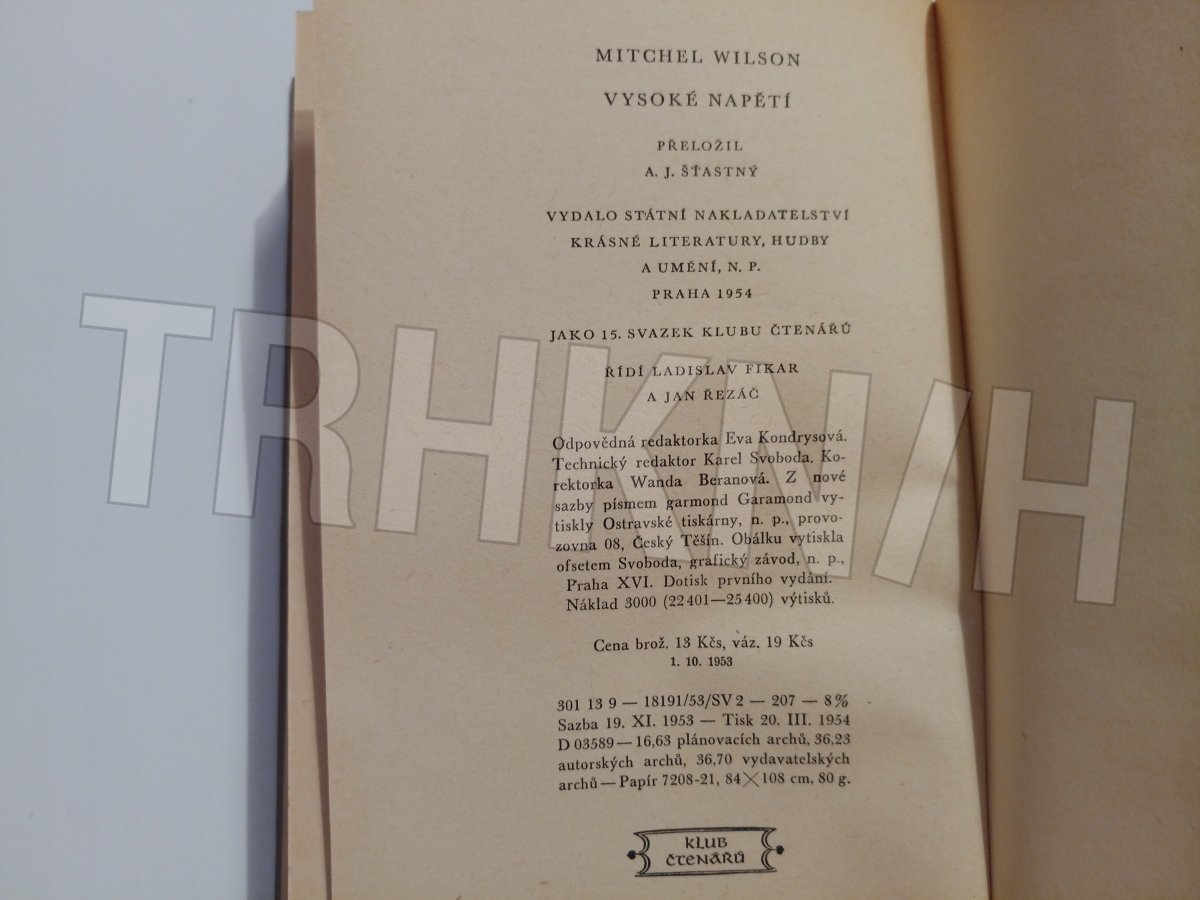 MITCHEL WILSON
VYSOKÉ NAPĚTÍ
PŘELOŽIL
A. J. ŠŤASTNÝ
VYDALO STÁTNÍ NAKLADATELSTVÍ
KRÁSNÉ LITERATURY, HUDBY
A UMĚNÍ, N. P.
PRAHA 1954
JAKO 15. SVAZEK KLUBU ČTENÁŘŮ
ŘÍDÍ LADISLAV FIKAR
A JAN ŘEZÁČ
Odpovědná redaktorka Eva Kondrysová.
Technický redaktor Karel Svoboda. Ko-
rektorka Wanda Beranová. Z nové
sazby písmem garmond Garamond vy-
tiskly Ostravské tiskárny, n. p., provo-
zovna 08, Český Těšín. Obálku vytiskla
ofsetem Svoboda, grafický závod, n. p.,
Praha XVI. Dotisk prvního vydání.
Náklad 3000 (22 401—25 400) výtisků.
Cena brož. 13 Kčs, váz. 19 Kčs
1. 10. 1953
301 13 9 — 18191/53/SV 2 — 207 — 8%
Sazba 19. XI. 1953 — Tisk 20. III. 1954
D 03589 — 16,63 plánovacích archů, 36,23
autorských archů, 36,70 vydavatelských
archů — Papír 7208-21, 84×108 cm, 80 g.
KLUB
ČTENÁŘŮ
TRHKNIH